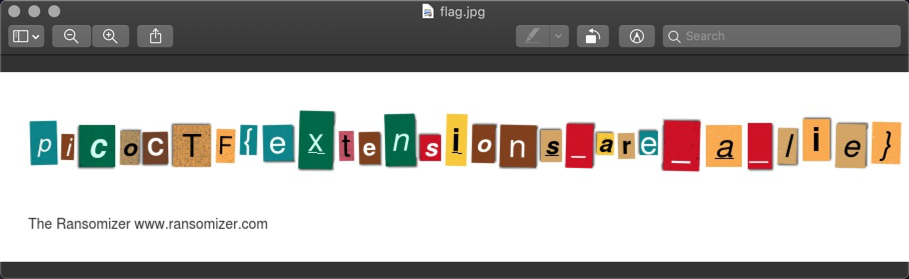 flag.jpg
Search
picoCTF{extensions_are_a_lie}
The Ransomizer www.ransomizer.com